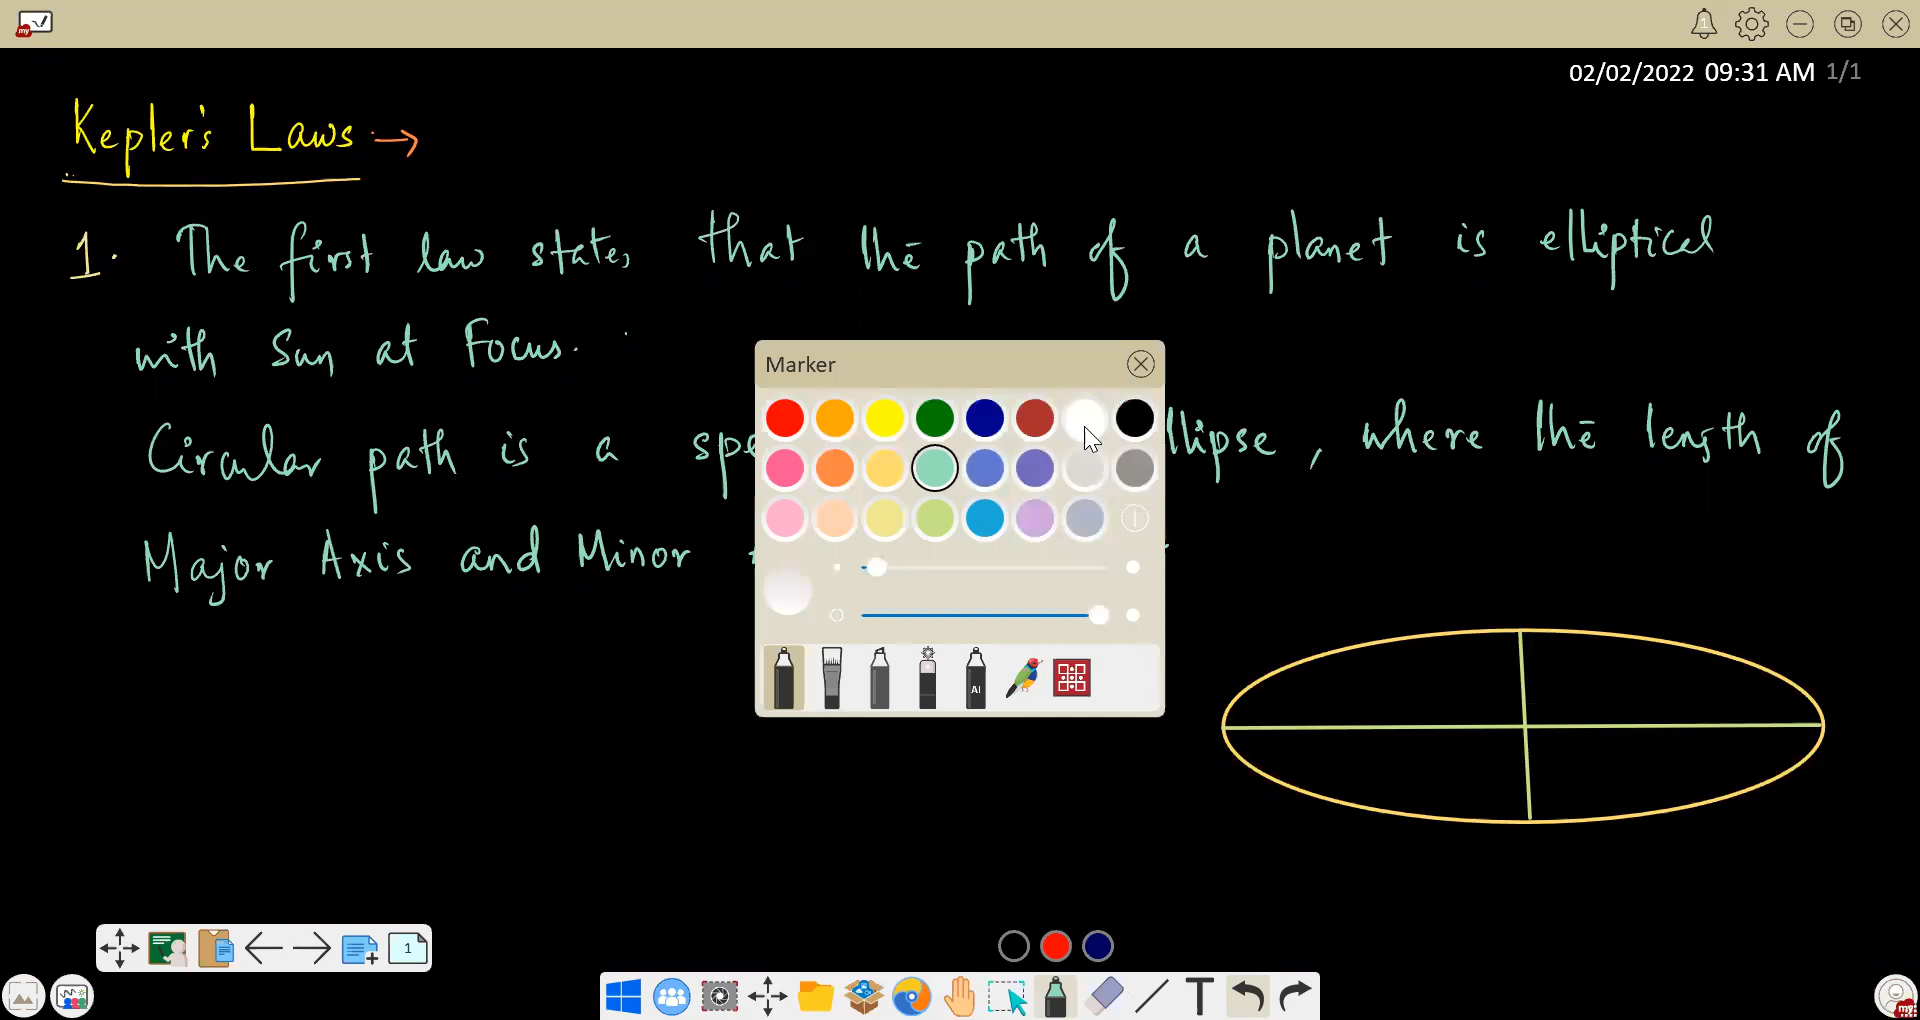 02/02/2022 09:31 AM 1/1
Kepler's Laws →
1. The first law states that the path of a planet is elliptical
with Sun at Focus.
Marker
Circular path is a spe llipse, where the length of
Major Axis and Minor
AI
1
T